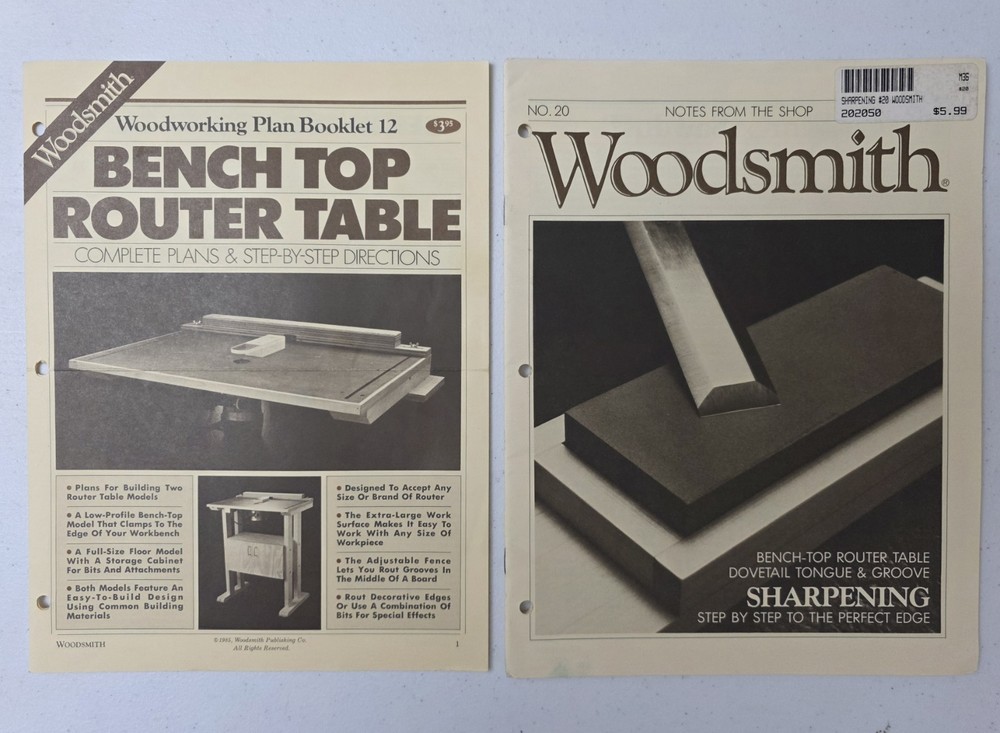 Woodsmith
Woodworking Plan Booklet 12
$3.95
BENCH TOP
ROUTER TABLE
COMPLETE PLANS & STEP-BY-STEP DIRECTIONS
• Plans For Building Two
Router Table Models
• A Low-Profile Bench-Top
Model That Clamps To The
Edge Of Your Workbench
• A Full-Size Floor Model
With A Storage Cabinet
For Bits And Attachments
• Both Models Feature An
Easy-To-Build Design
Using Common Building
Materials
• Designed To Accept Any
Size Or Brand Of Router
• The Extra-Large Work
Surface Makes It Easy To
Work With Any Size Of
Workpiece
• The Adjustable Fence
Lets You Rout Grooves In
The Middle Of A Board
• Rout Decorative Edges
Or Use A Combination Of
Bits For Special Effects
WOODSMITH
© 1985, Woodsmith Publishing Co.
All Rights Reserved.
1
M36
#20
SHARPENING #20 WOODSMITH
202050
$5.99
NO. 20
NOTES FROM THE SHOP
Woodsmith®
BENCH-TOP ROUTER TABLE
DOVETAIL TONGUE & GROOVE
SHARPENING
STEP BY STEP TO THE PERFECT EDGE